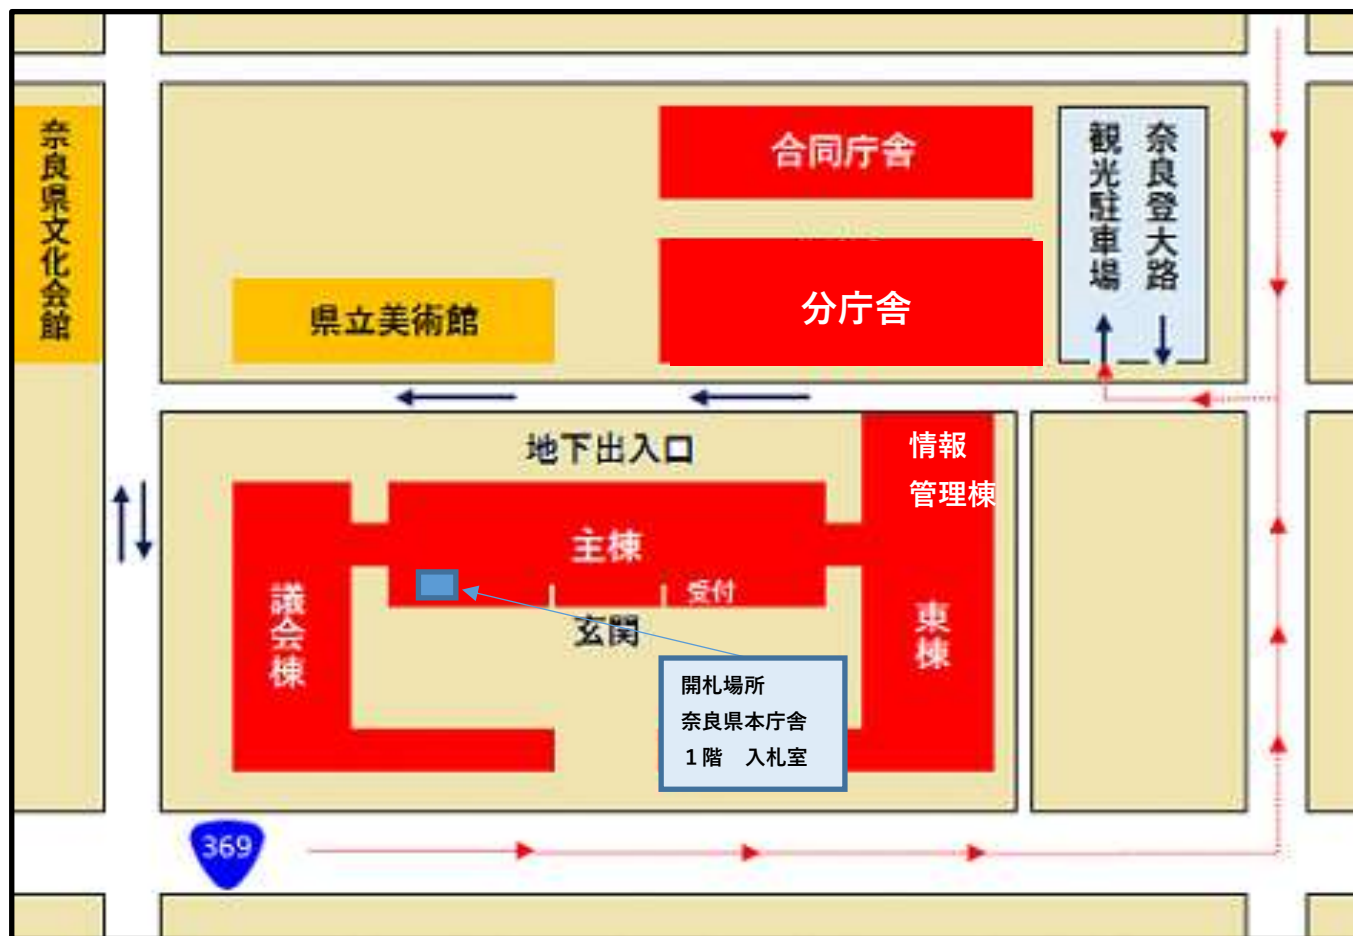 奈良県文化会館
合同庁舎
奈良登大路
観光駐車場
分庁舎
県立美術館
地下出入口
情報
管理棟
主棟
受付
玄関
議会棟
東棟
開札場所
奈良県本庁舎
１階　入札室
369